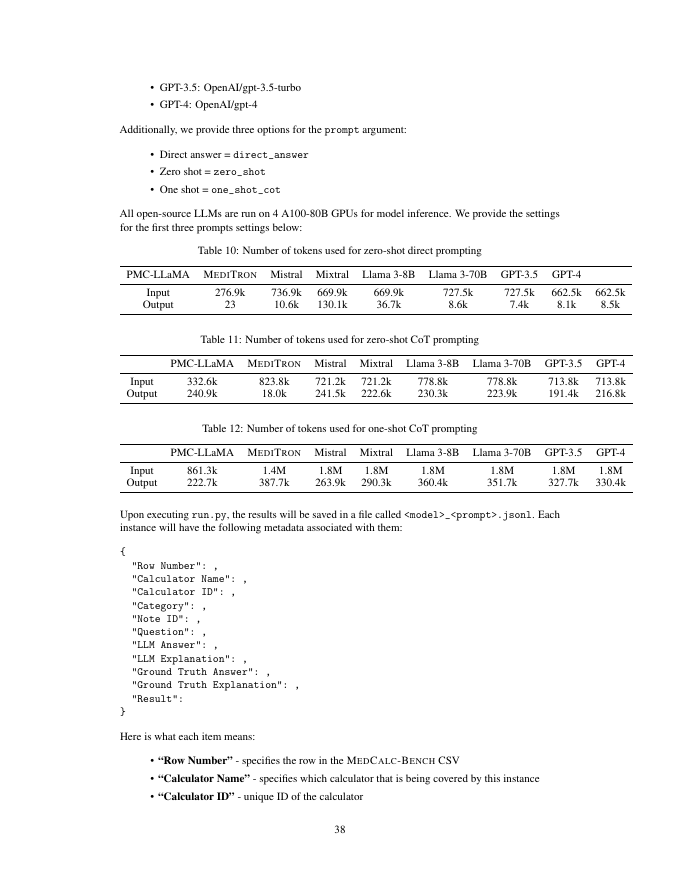 • GPT-3.5: OpenAI/gpt-3.5-turbo
• GPT-4: OpenAI/gpt-4
Additionally, we provide three options for the prompt argument:
• Direct answer = direct_answer
• Zero shot = zero_shot
• One shot = one_shot_cot
All open-source LLMs are run on 4 A100-80B GPUs for model inference. We provide the settings
for the first three prompts settings below:
Table 10: Number of tokens used for zero-shot direct prompting
PMC-LLaMA MEDITRON Mistral Mixtral Llama 3-8B Llama 3-70B GPT-3.5 GPT-4
Input 276.9k 736.9k 669.9k 669.9k 727.5k 727.5k 662.5k 662.5k
Output 23 10.6k 130.1k 36.7k 8.6k 7.4k 8.1k 8.5k
Table 11: Number of tokens used for zero-shot CoT prompting
PMC-LLaMA MEDITRON Mistral Mixtral Llama 3-8B Llama 3-70B GPT-3.5 GPT-4
Input 332.6k 823.8k 721.2k 721.2k 778.8k 778.8k 713.8k 713.8k
Output 240.9k 18.0k 241.5k 222.6k 230.3k 223.9k 191.4k 216.8k
Table 12: Number of tokens used for one-shot CoT prompting
PMC-LLaMA MEDITRON Mistral Mixtral Llama 3-8B Llama 3-70B GPT-3.5 GPT-4
Input 861.3k 1.4M 1.8M 1.8M 1.8M 1.8M 1.8M 1.8M
Output 222.7k 387.7k 263.9k 290.3k 360.4k 351.7k 327.7k 330.4k
Upon executing run.py, the results will be saved in a file called <model>_<prompt>.jsonl. Each
instance will have the following metadata associated with them:
{
"Row Number": ,
"Calculator Name": ,
"Calculator ID": ,
"Category": ,
"Note ID": ,
"Question": ,
"LLM Answer": ,
"LLM Explanation": ,
"Ground Truth Answer": ,
"Ground Truth Explanation": ,
"Result":
}
Here is what each item means:
• “Row Number” - specifies the row in the MEDCALC-BENCH CSV
• “Calculator Name” - specifies which calculator that is being covered by this instance
• “Calculator ID” - unique ID of the calculator
38